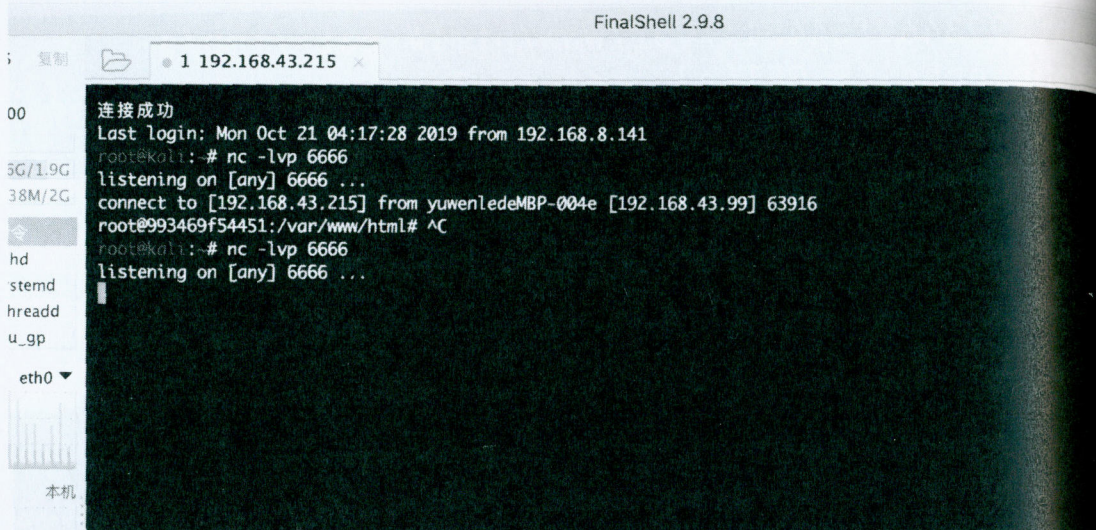 FinalShell 2.9.8
复制
1 192.168.43.215 ×
00
连接成功
Last login: Mon Oct 21 04:17:28 2019 from 192.168.8.141
root@kali:~# nc -lvp 6666
listening on [any] 6666 ...
connect to [192.168.43.215] from yuwenledeMBP-004e [192.168.43.99] 63916
root@993469f54451:/var/www/html# ^C
root@kali:~# nc -lvp 6666
listening on [any] 6666 ...
6G/1.9G
38M/2G
令
hd
stemd
hreadd
u_gp
eth0
本机